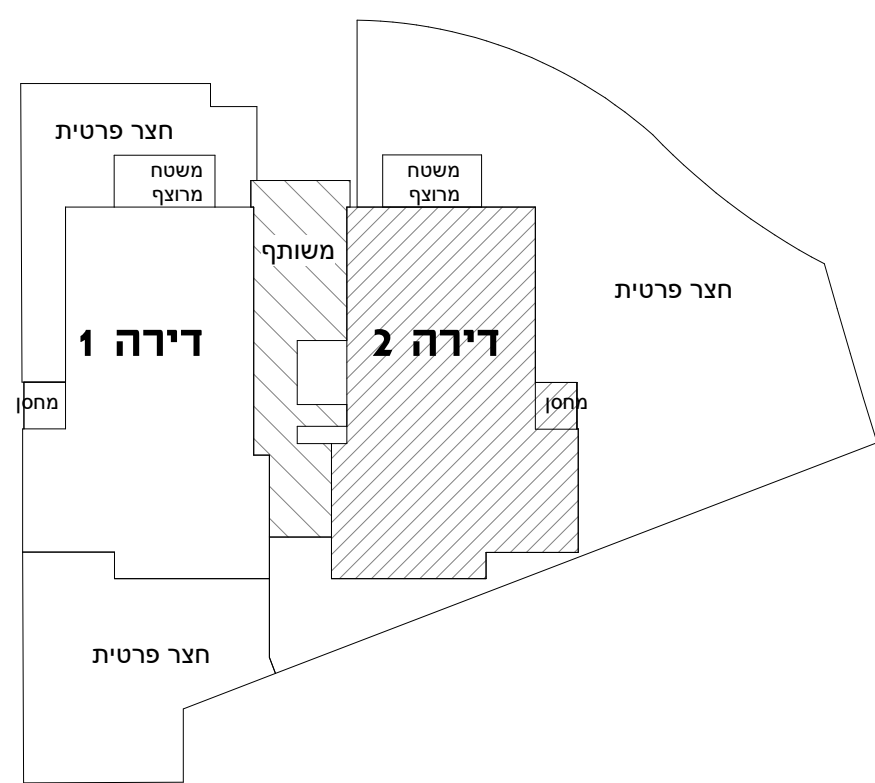 חצר פרטית
משטח
מרוצף
משטח
מרוצף
משותף
חצר פרטית
דירה 1
דירה 2
מחסן
מחסן
חצר פרטית